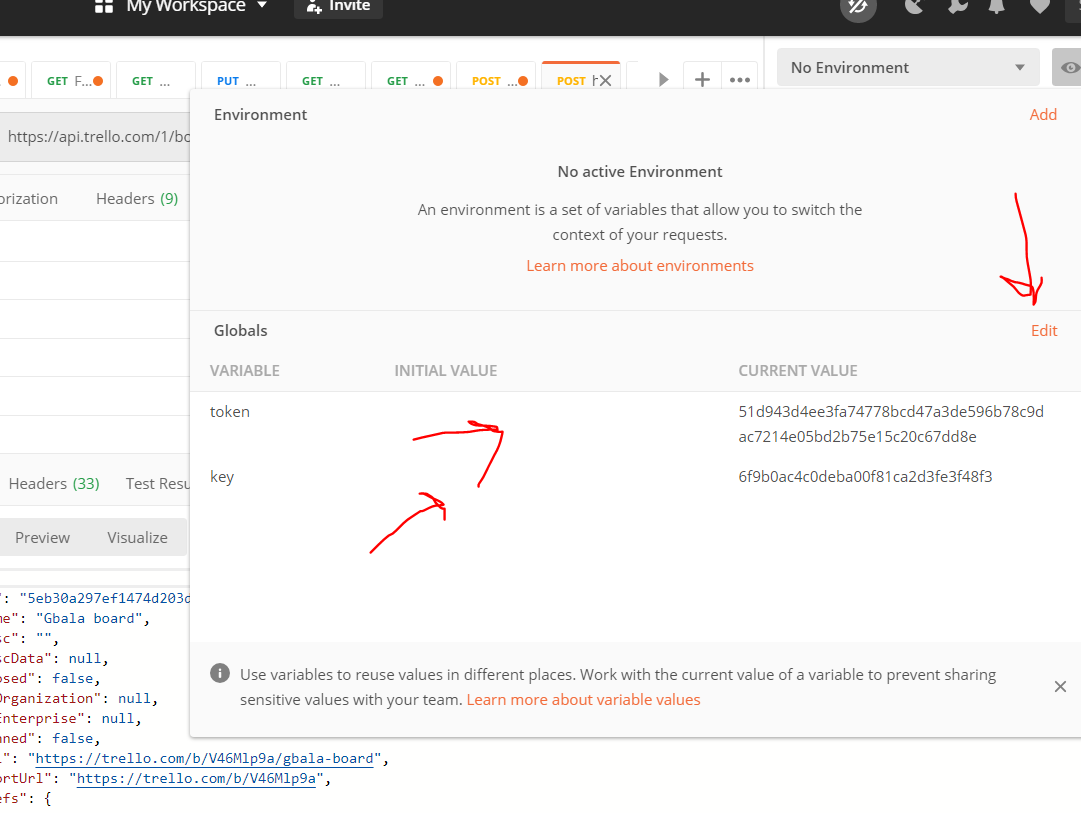 My Workspace
Invite
GET F...
GET ...
PUT ...
GET ...
GET ...
POST ...
POST
No Environment
https://api.trello.com/1/bo
Environment
Add
No active Environment
An environment is a set of variables that allow you to switch the
context of your requests.
Learn more about environments
orization
Headers (9)
Globals
Edit
VARIABLE
INITIAL VALUE
CURRENT VALUE
token
51d943d4ee3fa74778bcd47a3de596b78c9d
ac7214e05bd2b75e15c20c67dd8e
key
6f9b0ac4c0deba00f81ca2d3fe3f48f3
Headers (33)
Test Resu
Preview
Visualize
": "5eb30a297ef1474d203d
me": "Gbala board",
sc": "",
scData": null,
osed": false,
Organization": null,
Enterprise": null,
nned": false,
l": "https://trello.com/b/V46Mlp9a/gbala-board",
ortUrl": "https://trello.com/b/V46Mlp9a",
efs": {
Use variables to reuse values in different places. Work with the current value of a variable to prevent sharing
sensitive values with your team. Learn more about variable values